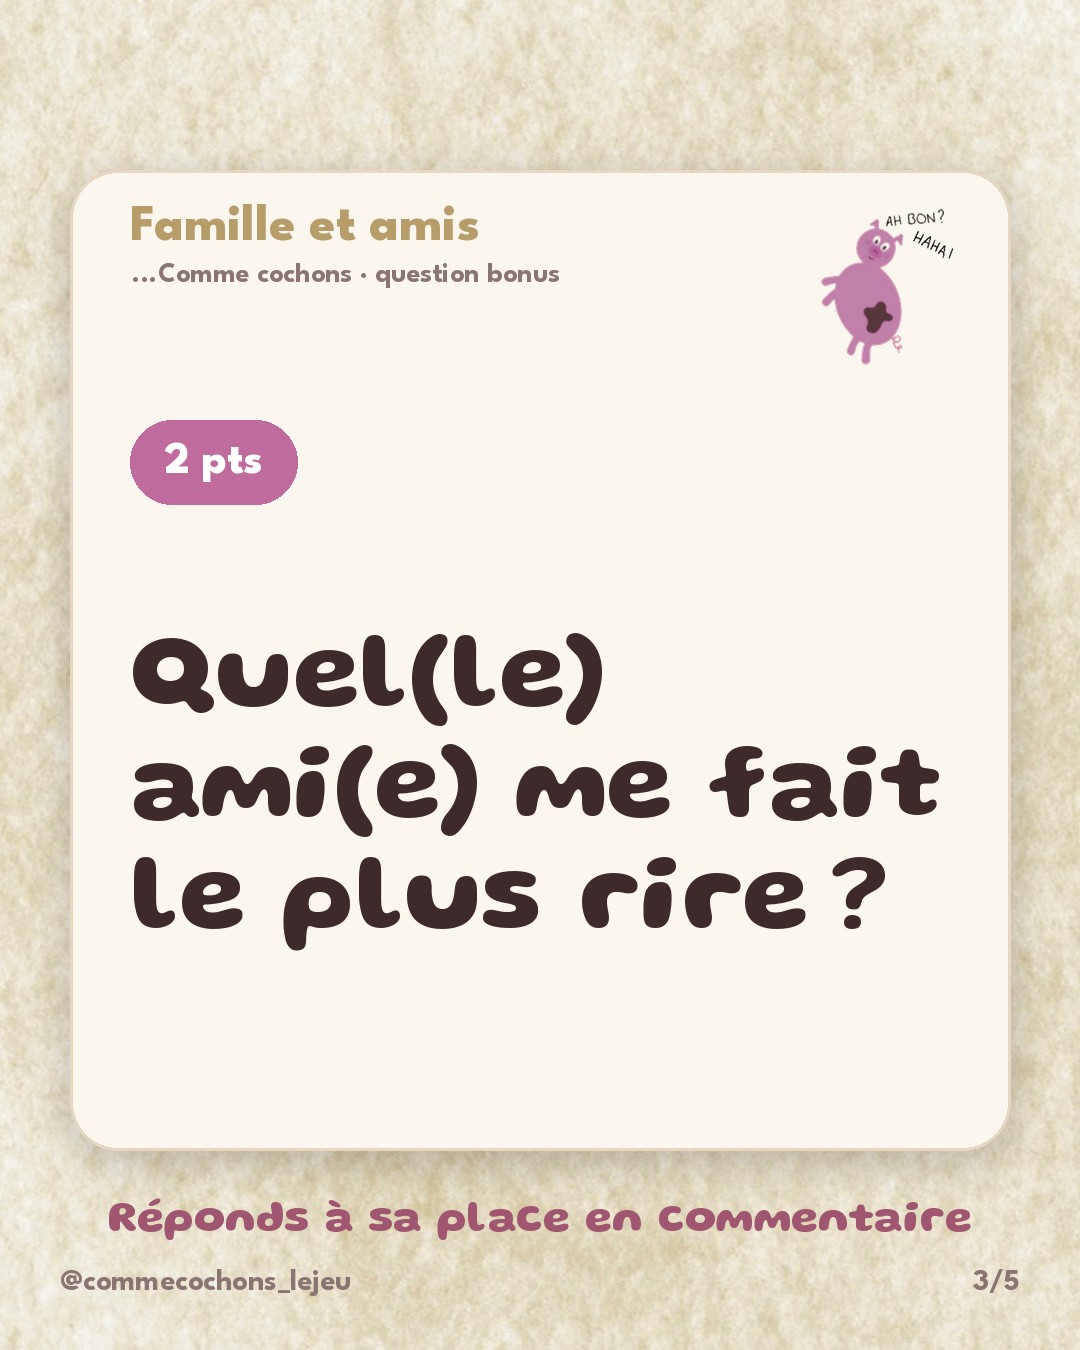 Famille et amis
...Comme cochons · question bonus
AH BON?
HAHA!
2 pts
Quel(le)
ami(e) me fait
le plus rire ?
Réponds à sa place en commentaire
@commecochons_lejeu
3/5